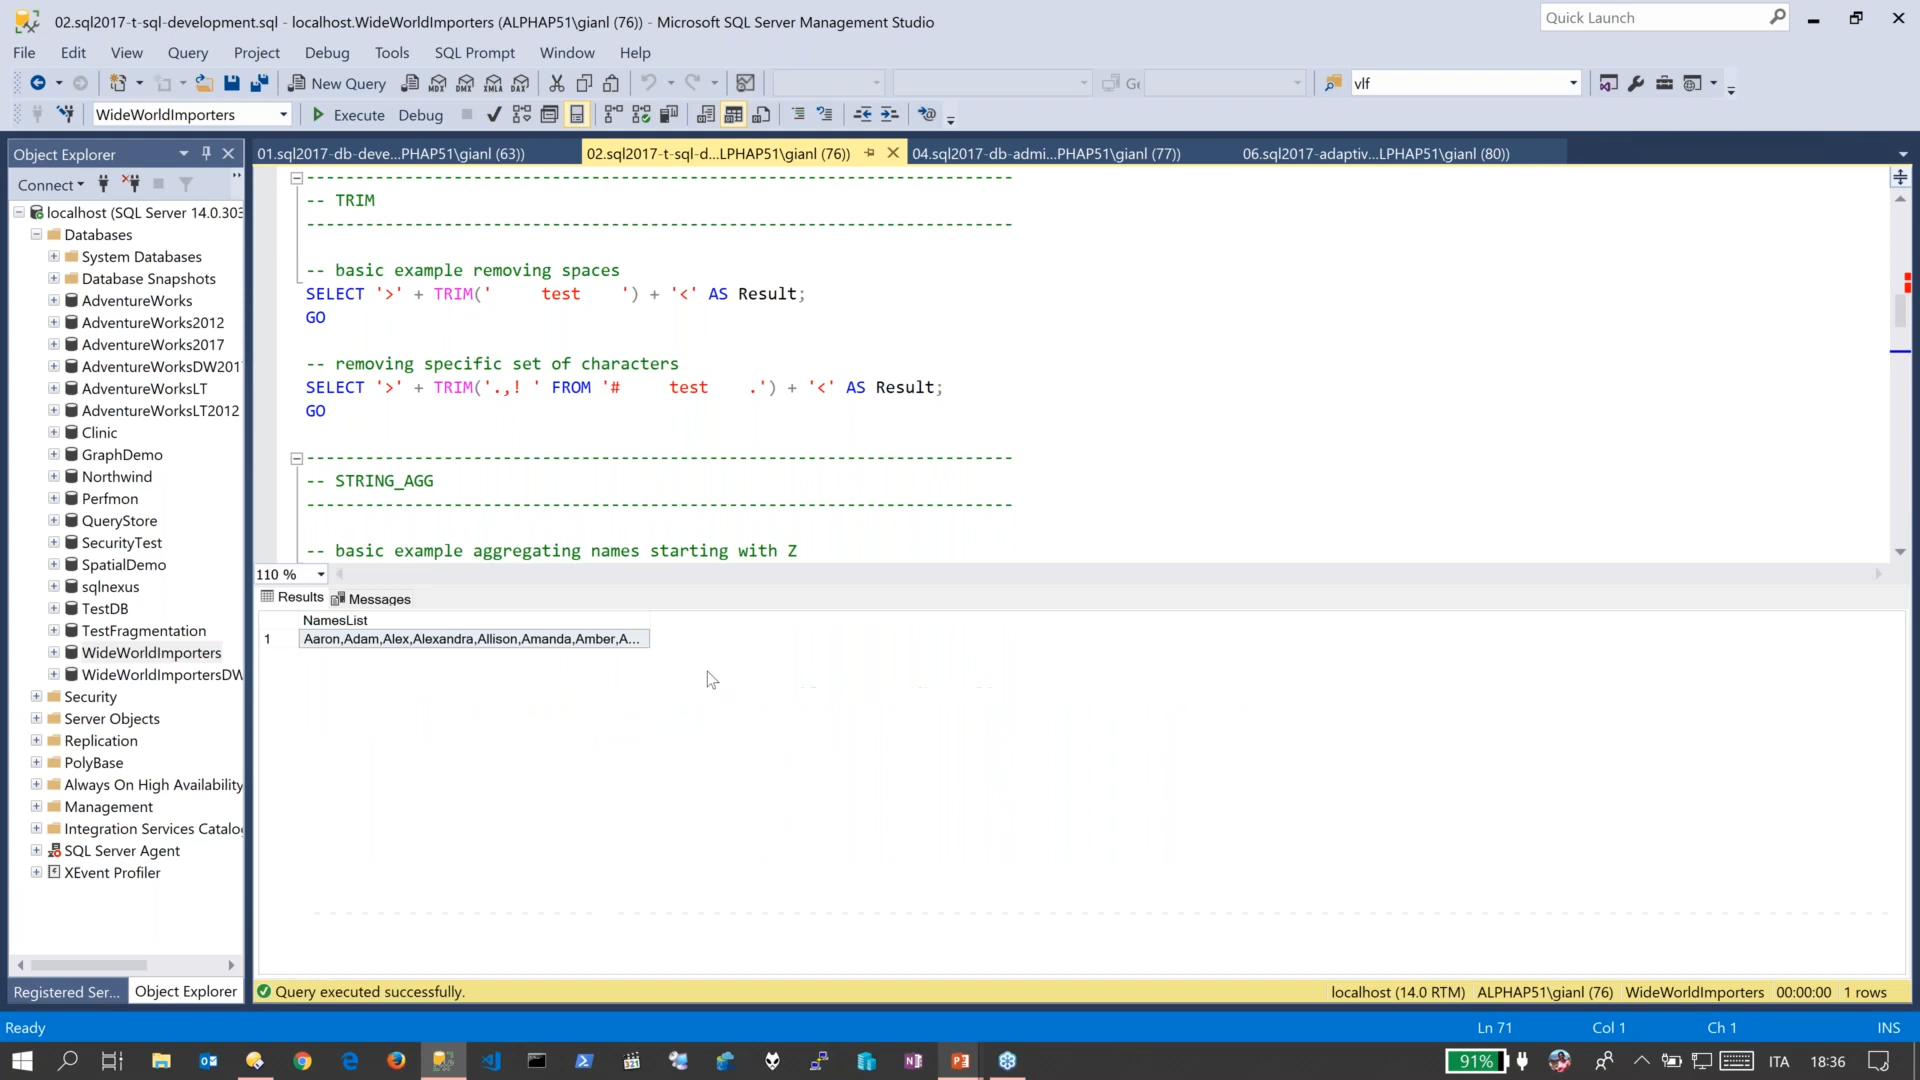 02.sql2017-t-sql-development.sql - localhost.WideWorldImporters (ALPHAP51\gianl (76)) - Microsoft SQL Server Management Studio
Quick Launch
File Edit View Query Project Debug Tools SQL Prompt Window Help
New Query
MDX DMX XMLA DAX
vlf
WideWorldImporters
Execute Debug
Object Explorer
01.sql2017-db-deve...PHAP51\gianl (63))
02.sql2017-t-sql-d...LPHAP51\gianl (76))
04.sql2017-db-admi...PHAP51\gianl (77))
06.sql2017-adaptiv...LPHAP51\gianl (80))
Connect
localhost (SQL Server 14.0.303
Databases
System Databases
Database Snapshots
AdventureWorks
AdventureWorks2012
AdventureWorks2017
AdventureWorksDW201
AdventureWorksLT
AdventureWorksLT2012
Clinic
GraphDemo
Northwind
Perfmon
QueryStore
SecurityTest
SpatialDemo
sqlnexus
TestDB
TestFragmentation
WideWorldImporters
WideWorldImportersDW
Security
Server Objects
Replication
PolyBase
Always On High Availability
Management
Integration Services Catalo
SQL Server Agent
XEvent Profiler
Registered Ser... Object Explorer
-- TRIM
-- basic example removing spaces
SELECT '>' + TRIM('     test    ') + '<' AS Result;
GO
-- removing specific set of characters
SELECT '>' + TRIM('.,! ' FROM '#     test    .') + '<' AS Result;
GO
-- STRING_AGG
-- basic example aggregating names starting with Z
110 %
Results Messages
NamesList
1 Aaron,Adam,Alex,Alexandra,Allison,Amanda,Amber,A...
Query executed successfully.
localhost (14.0 RTM) ALPHAP51\gianl (76) WideWorldImporters 00:00:00 1 rows
Ready
Ln 71 Col 1 Ch 1 INS
91% ITA 18:36